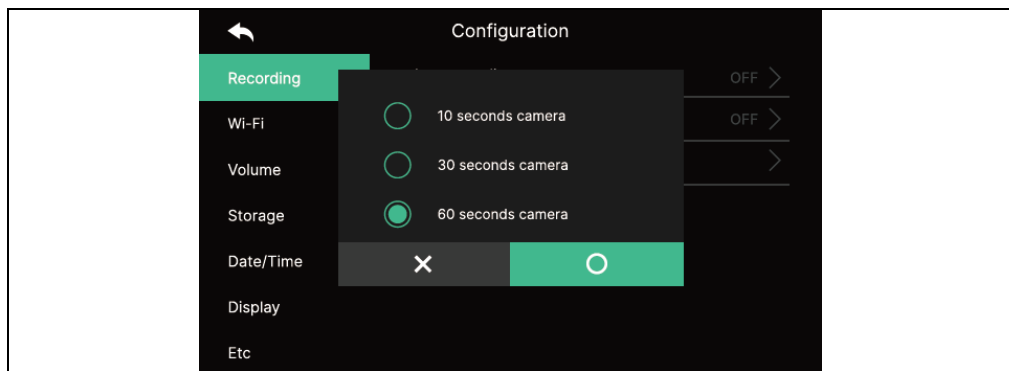 Configuration
Recording
OFF
Wi-Fi
OFF
Volume
Storage
Date/Time
Display
Etc
10 seconds camera
30 seconds camera
60 seconds camera